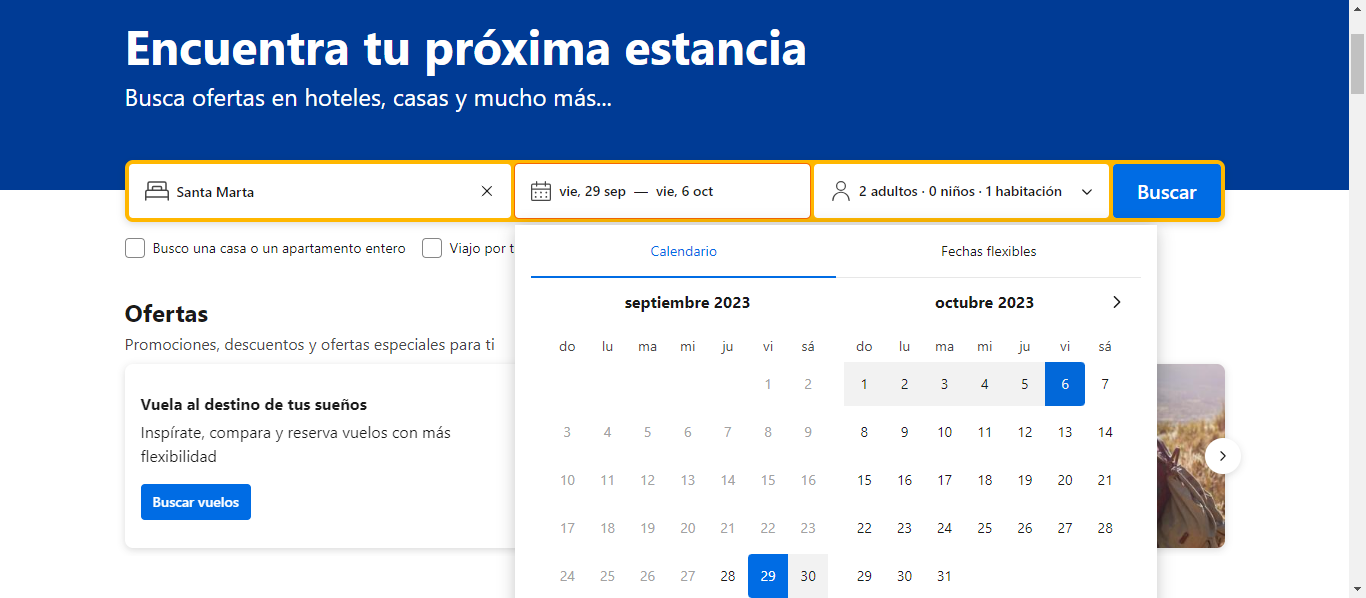 Encuentra tu próxima estancia
Busca ofertas en hoteles, casas y mucho más...
Santa Marta
vie, 29 sep — vie, 6 oct
2 adultos · 0 niños · 1 habitación
Buscar
Busco una casa o un apartamento entero
Viajo por t
Calendario
Fechas flexibles
septiembre 2023
do lu ma mi ju vi sá
1 2
3 4 5 6 7 8 9
10 11 12 13 14 15 16
17 18 19 20 21 22 23
24 25 26 27 28 29 30
octubre 2023
do lu ma mi ju vi sá
1 2 3 4 5 6 7
8 9 10 11 12 13 14
15 16 17 18 19 20 21
22 23 24 25 26 27 28
29 30 31
Ofertas
Promociones, descuentos y ofertas especiales para ti
Vuela al destino de tus sueños
Inspírate, compara y reserva vuelos con más
flexibilidad
Buscar vuelos